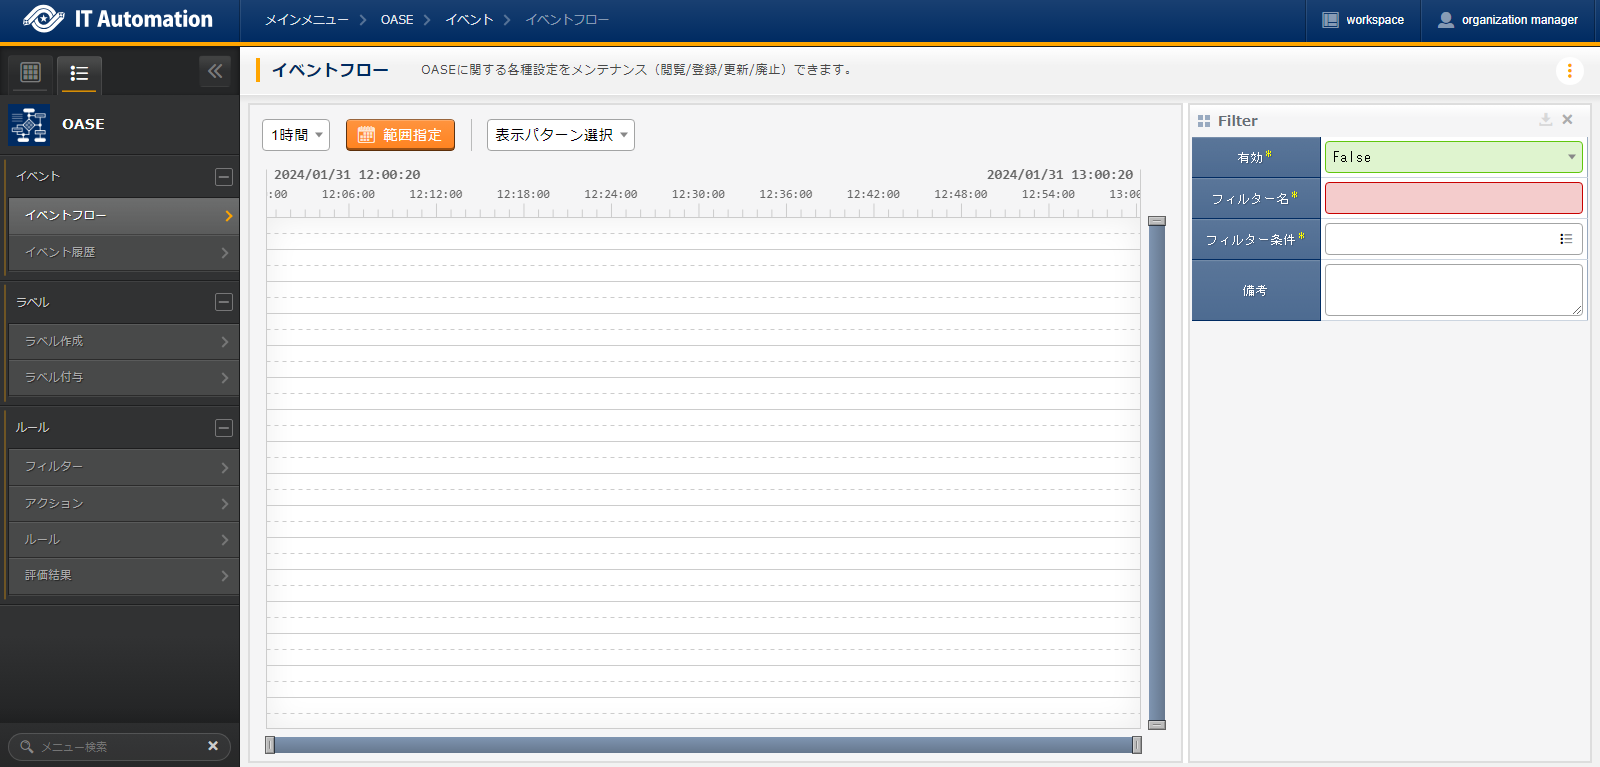 IT Automation
メインメニュー OASE イベント イベントフロー
workspace
organization manager
OASE
イベント
イベントフロー
イベント履歴
ラベル
ラベル作成
ラベル付与
ルール
フィルター
アクション
ルール
評価結果
メニュー検索
イベントフロー
OASEに関する各種設定をメンテナンス（閲覧/登録/更新/廃止）できます。
1時間
範囲指定
表示パターン選択
2024/01/31 12:00:20
2024/01/31 13:00:20
:00 12:06:00 12:12:00 12:18:00 12:24:00 12:30:00 12:36:00 12:42:00 12:48:00 12:54:00 13:00
Filter
有効*
False
フィルター名*
フィルター条件*
備考